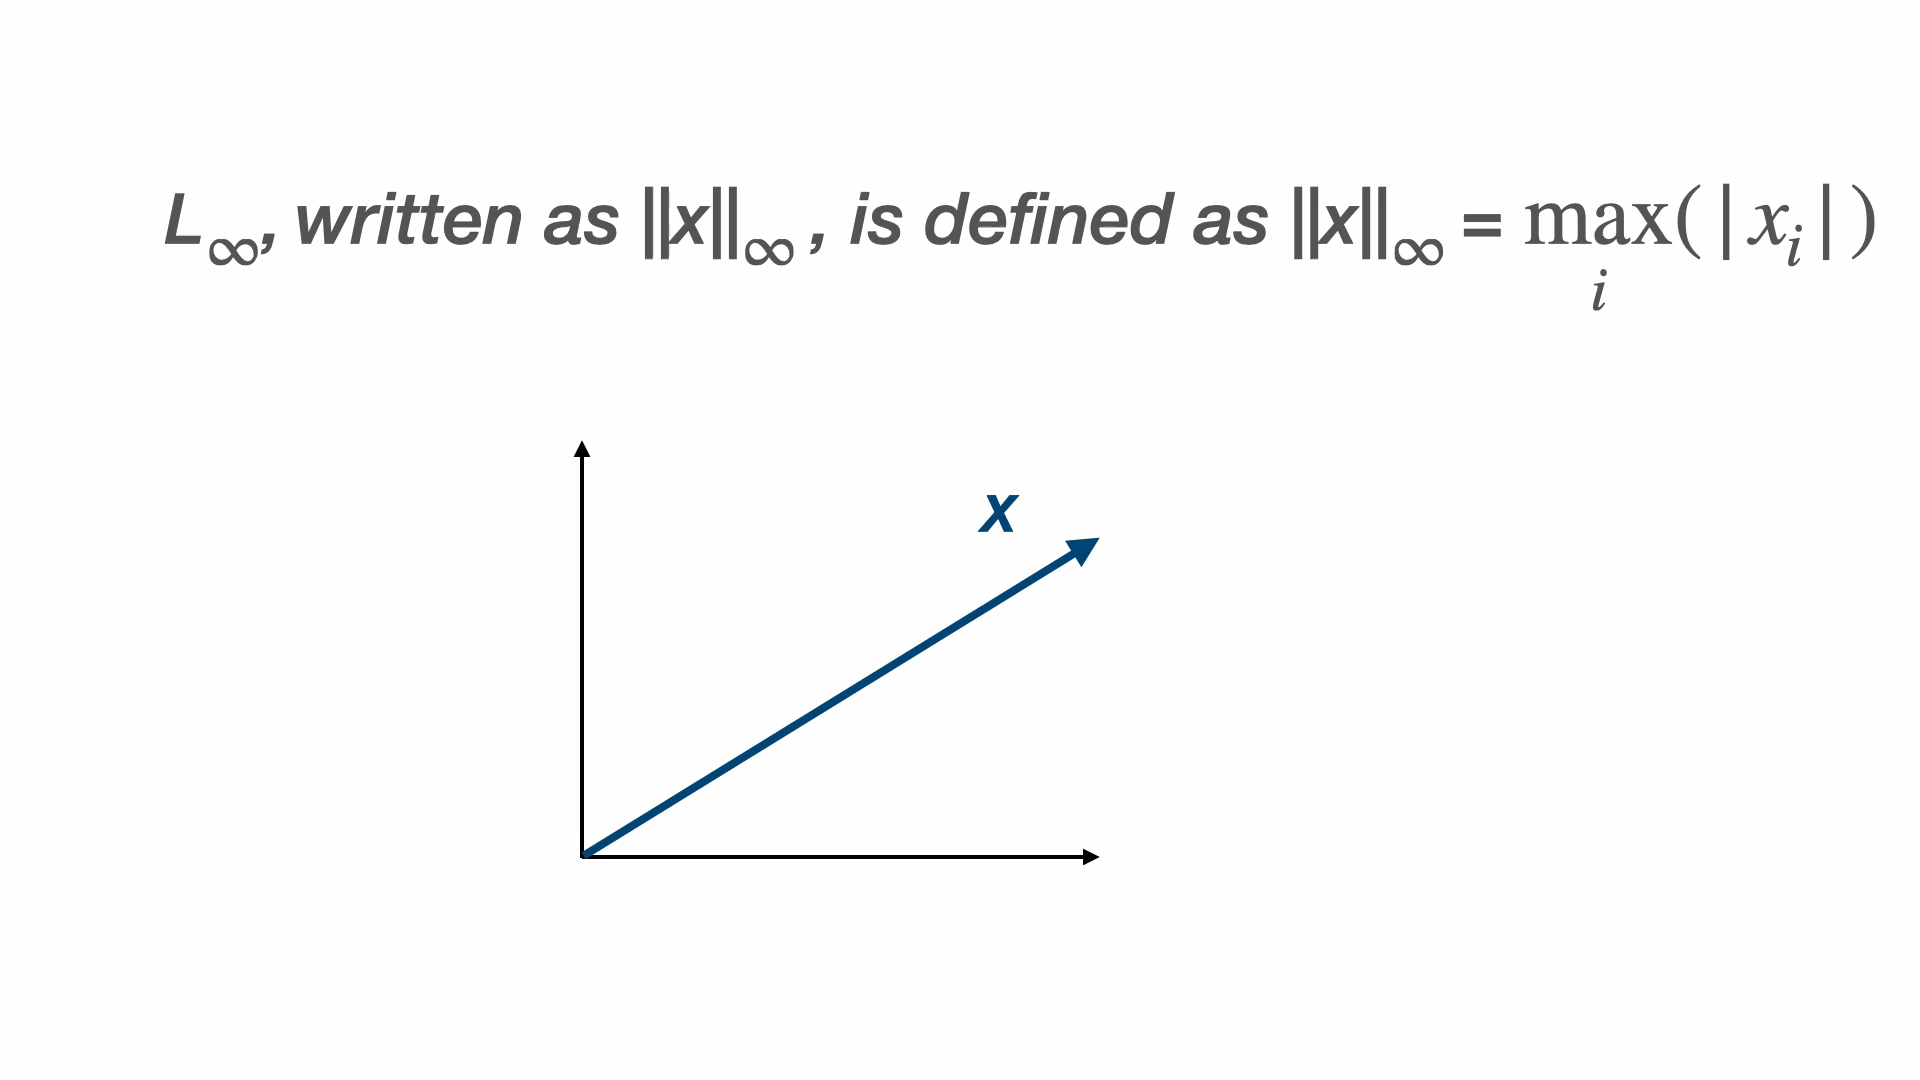 L∞, written as ||x||∞ , is defined as ||x||∞ = max(|xᵢ|)
i
x